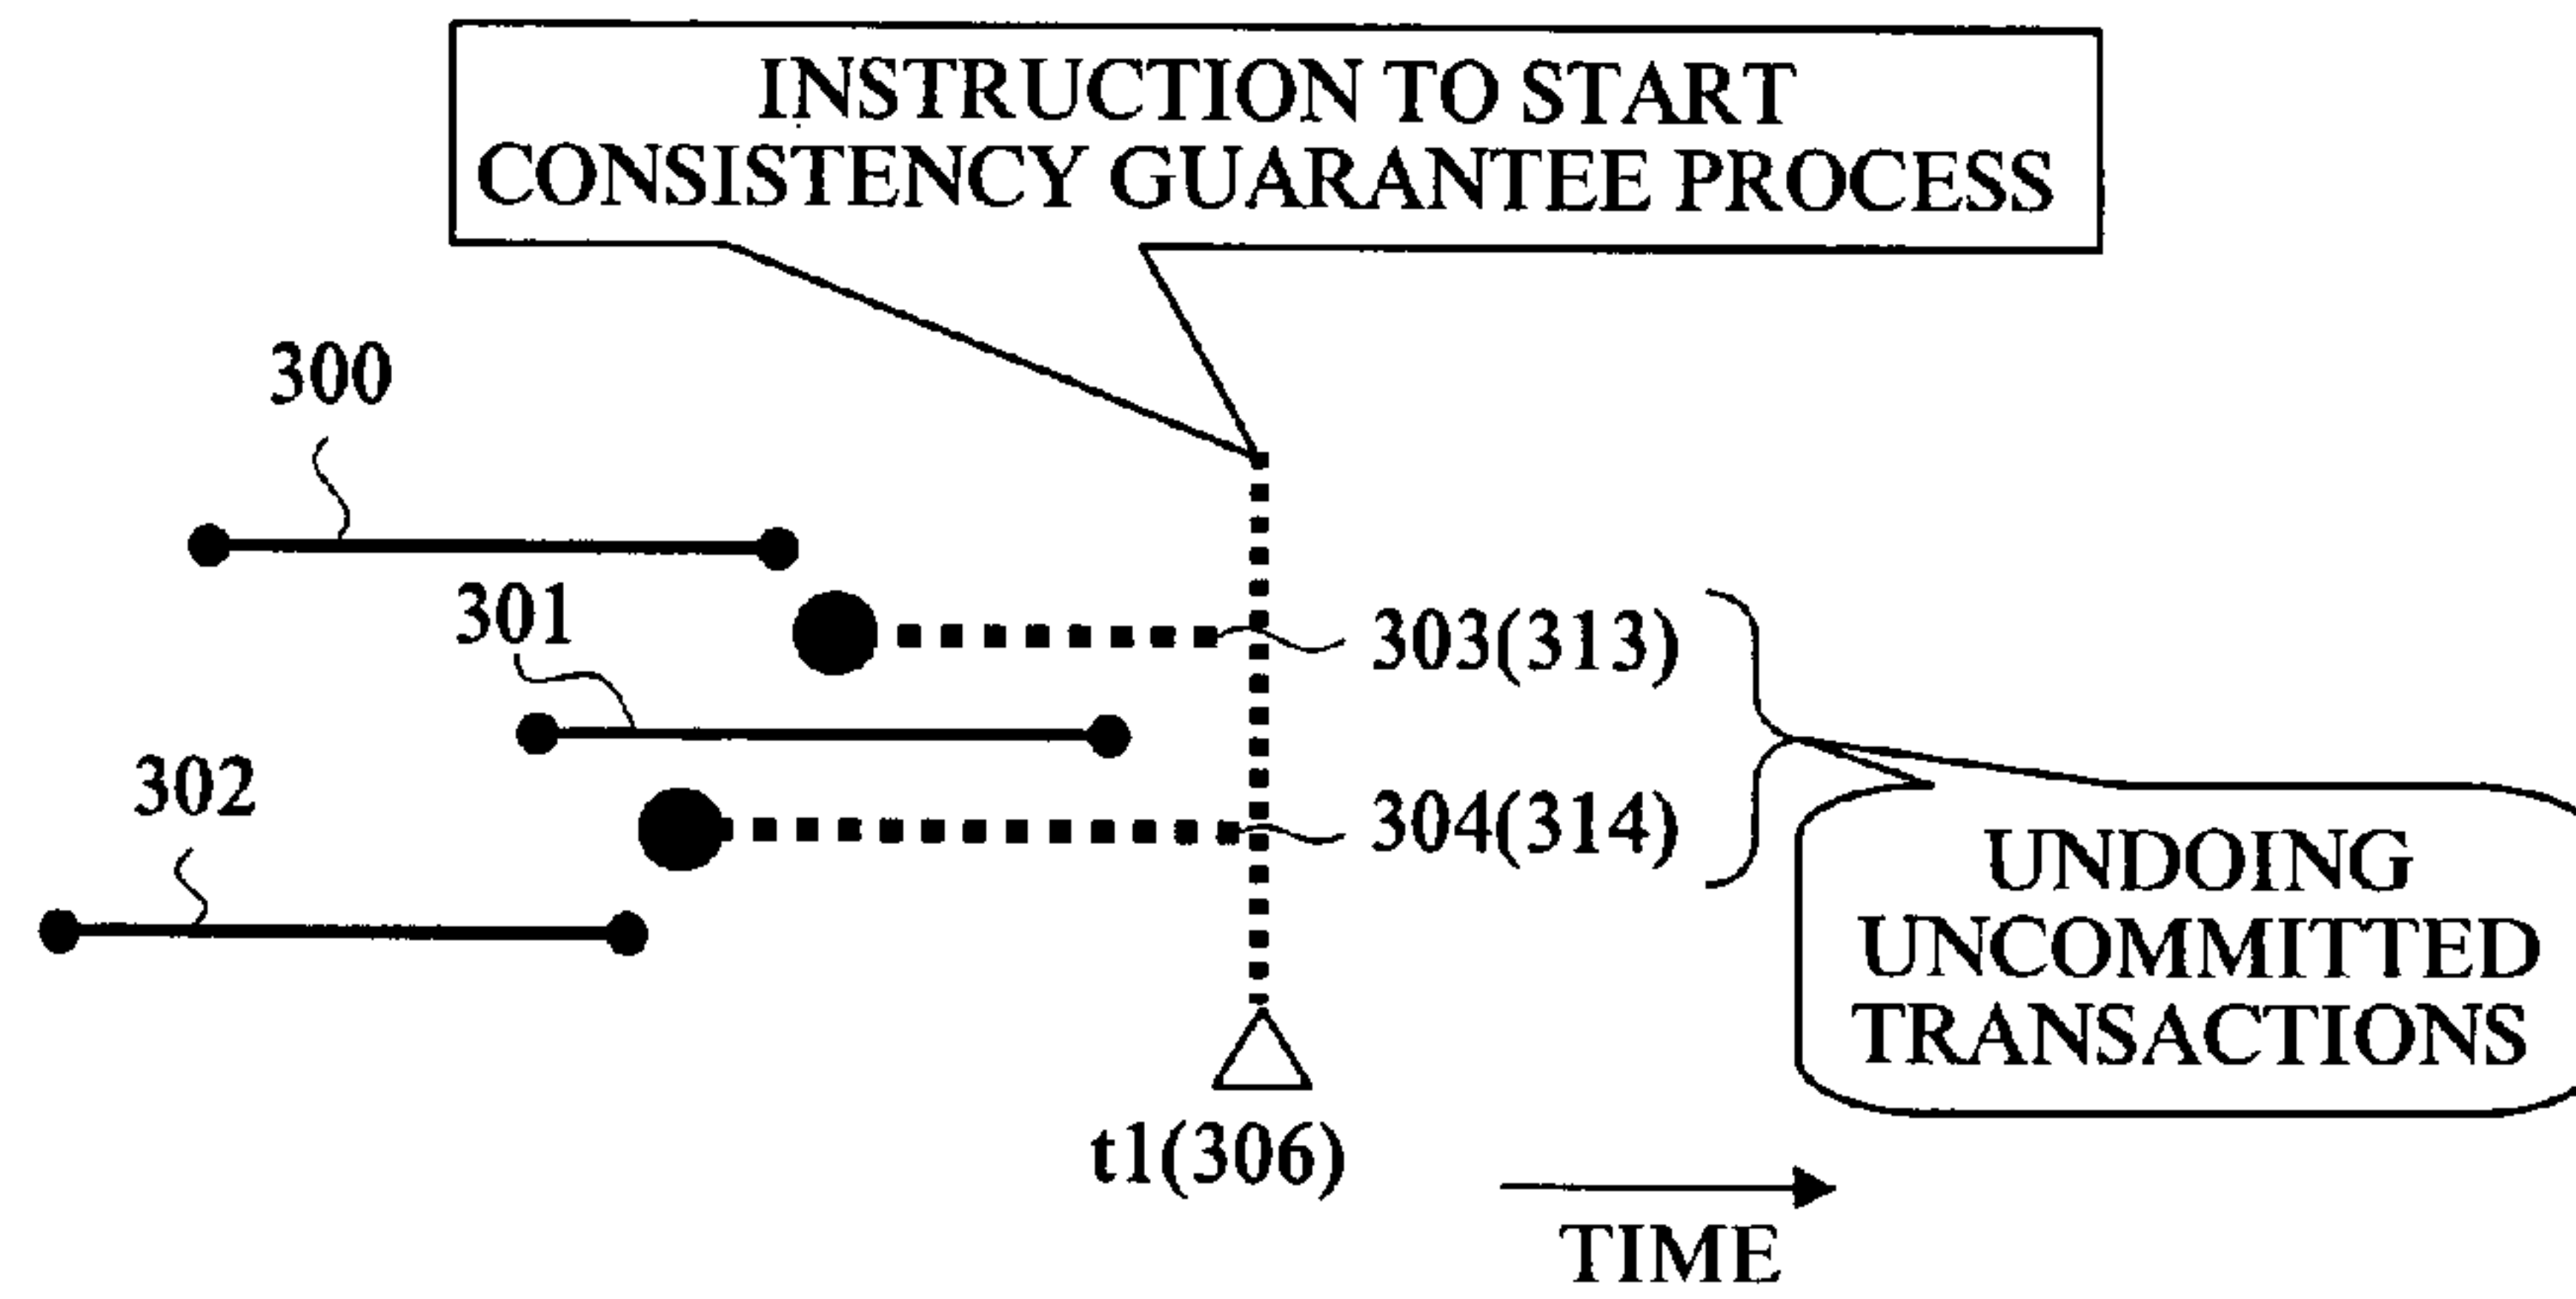 INSTRUCTION TO START
CONSISTENCY GUARANTEE PROCESS
300
301
303(313)
302
304(314)
UNDOING
UNCOMMITTED
TRANSACTIONS
t1(306)
TIME